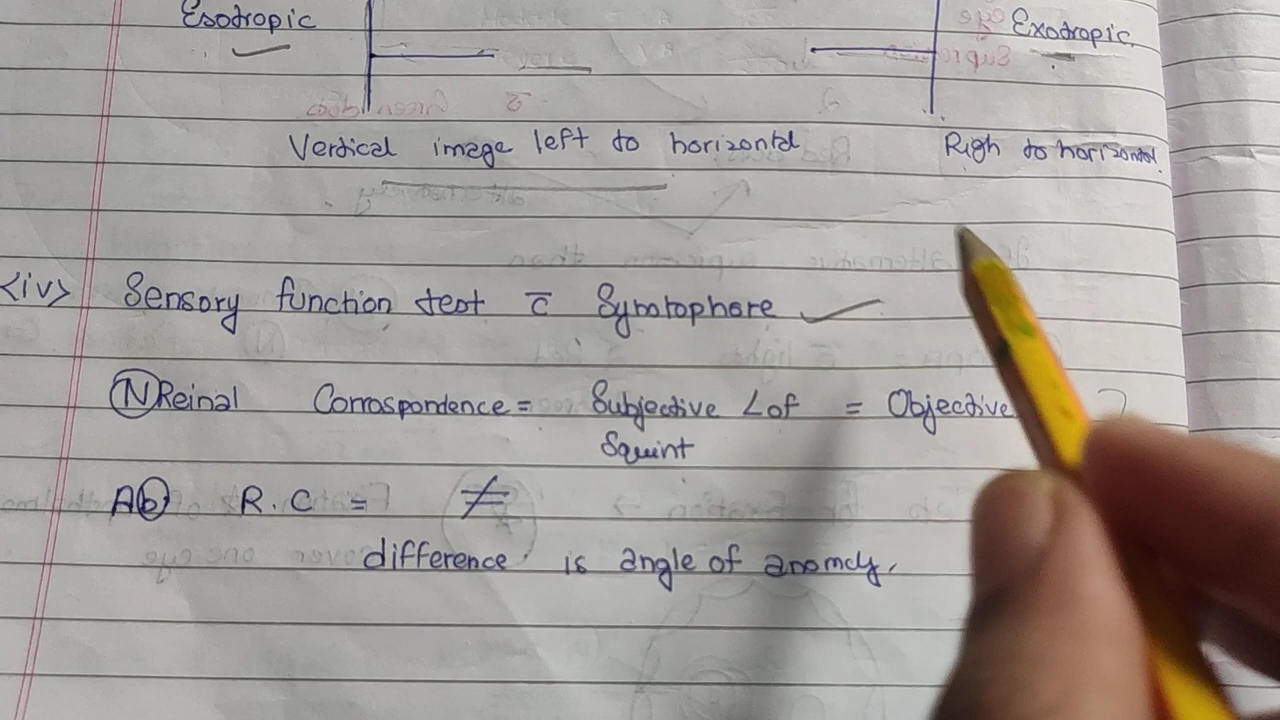 Esotropic
Exotropic
Vertical image left to horizontal
Righ to horizontal
<iv> Sensory function test c̄ Synotophore
(N) Reinal Corrospondence = Subjective ∠ of = Objective
Squint
Ab R.C = ≠
difference is angle of anomaly.